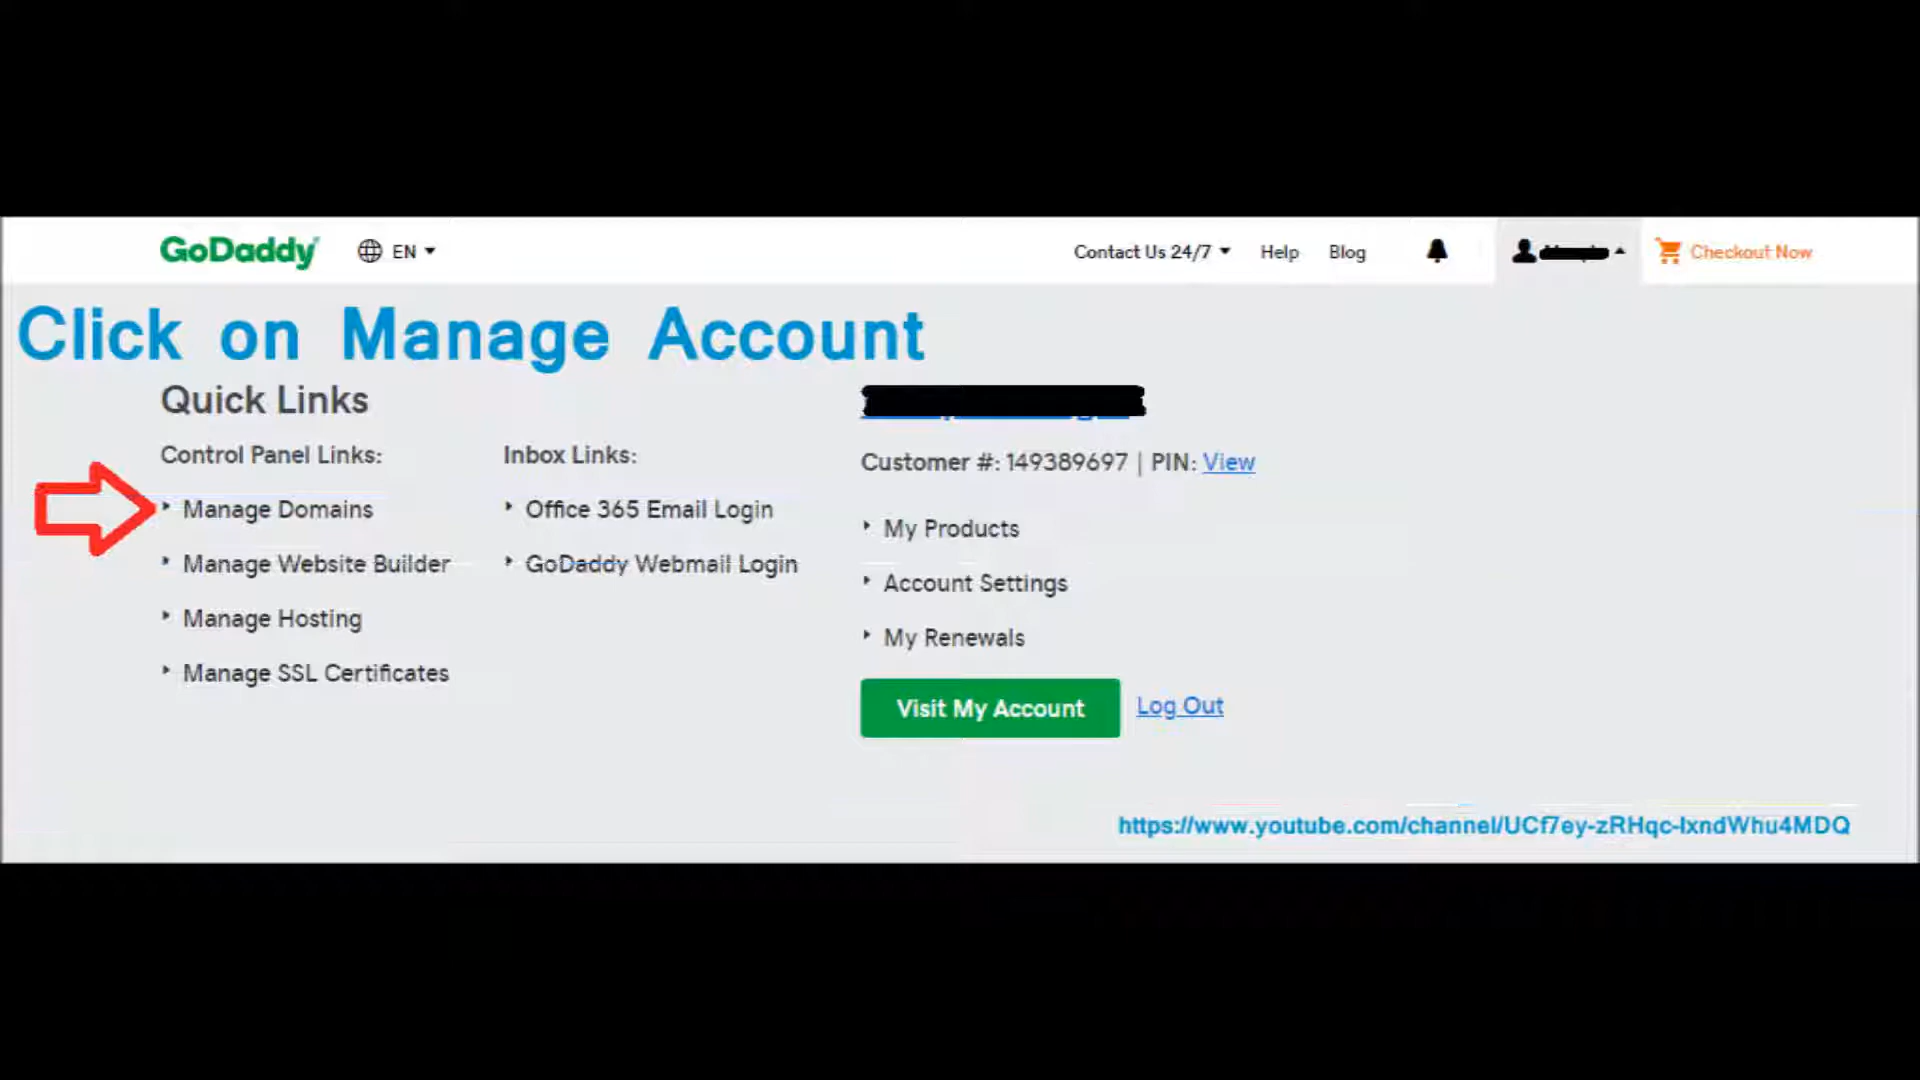 GoDaddy EN Contact Us 24/7 Help Blog Checkout Now
Click on Manage Account
Quick Links
Control Panel Links:
Manage Domains
Manage Website Builder
Manage Hosting
Manage SSL Certificates
Inbox Links:
Office 365 Email Login
GoDaddy Webmail Login
Customer #: 149389697 | PIN: View
My Products
Account Settings
My Renewals
Visit My Account Log Out
https://www.youtube.com/channel/UCf7ey-zRHqc-lxndWhu4MDQ